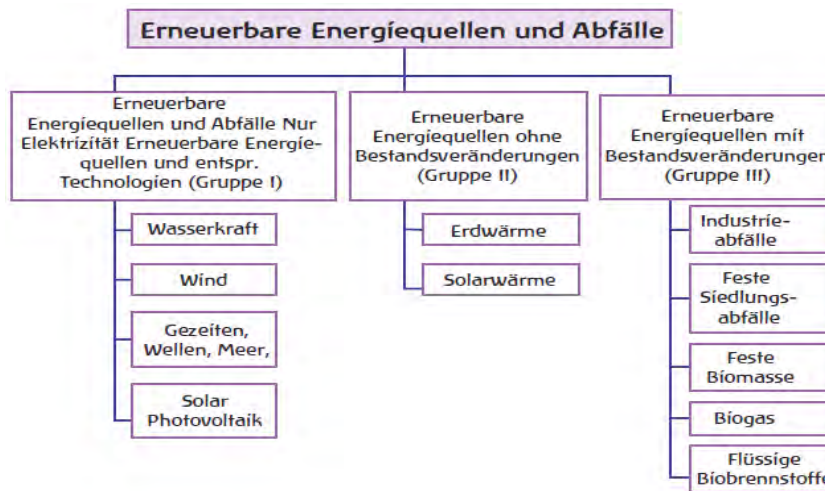 Erneuerbare Energiequellen und Abfälle
Erneuerbare
Energiequellen und Abfälle Nur
Elektrizität Erneuerbare Energie-
quellen und entspr.
Technologien (Gruppe I)
Wasserkraft
Wind
Gezeiten,
Wellen, Meer,
Solar
Photovoltaik
Erneuerbare
Energiequellen ohne
Bestandsveränderungen
(Gruppe II)
Erdwärme
Solarwärme
Erneuerbare
Energiequellen mit
Bestandsveränderungen
(Gruppe III)
Industrie-
abfälle
Feste
Siedlungs-
abfälle
Feste
Biomasse
Biogas
Flüssige
Biobrennstoffe